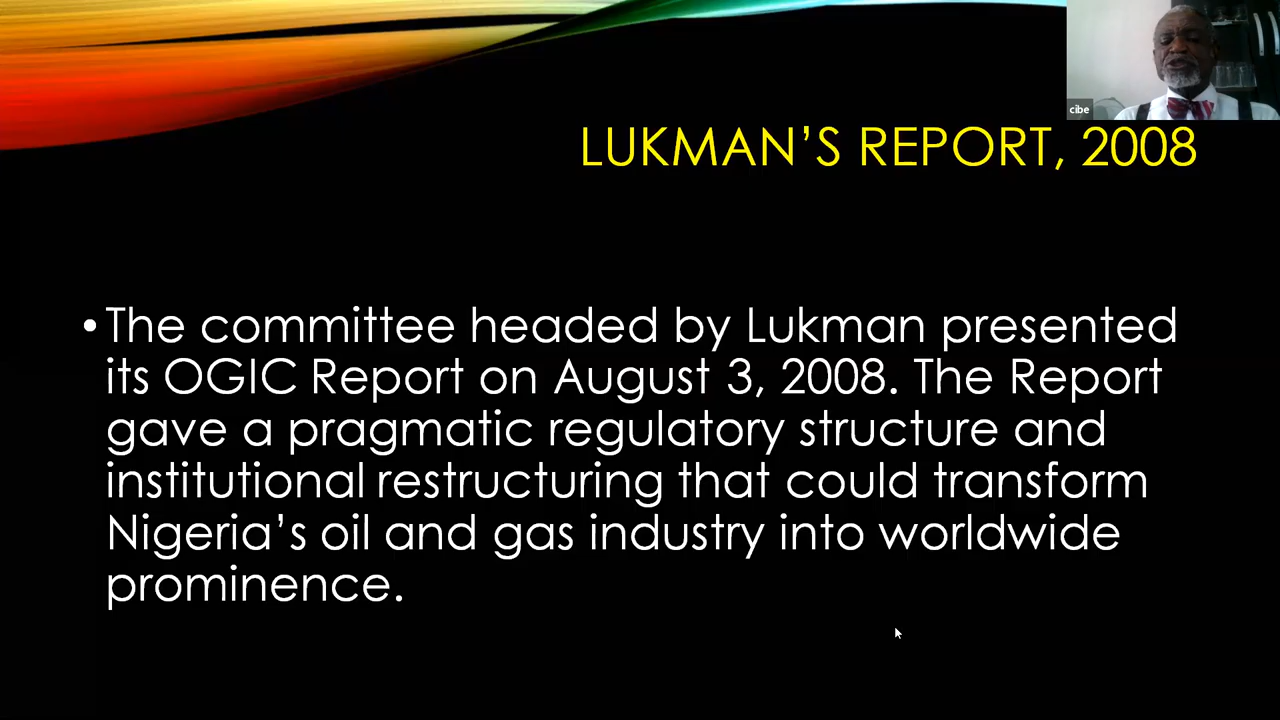 cibe
LUKMAN’S REPORT, 2008
•The committee headed by Lukman presented
its OGIC Report on August 3, 2008. The Report
gave a pragmatic regulatory structure and
institutional restructuring that could transform
Nigeria’s oil and gas industry into worldwide
prominence.